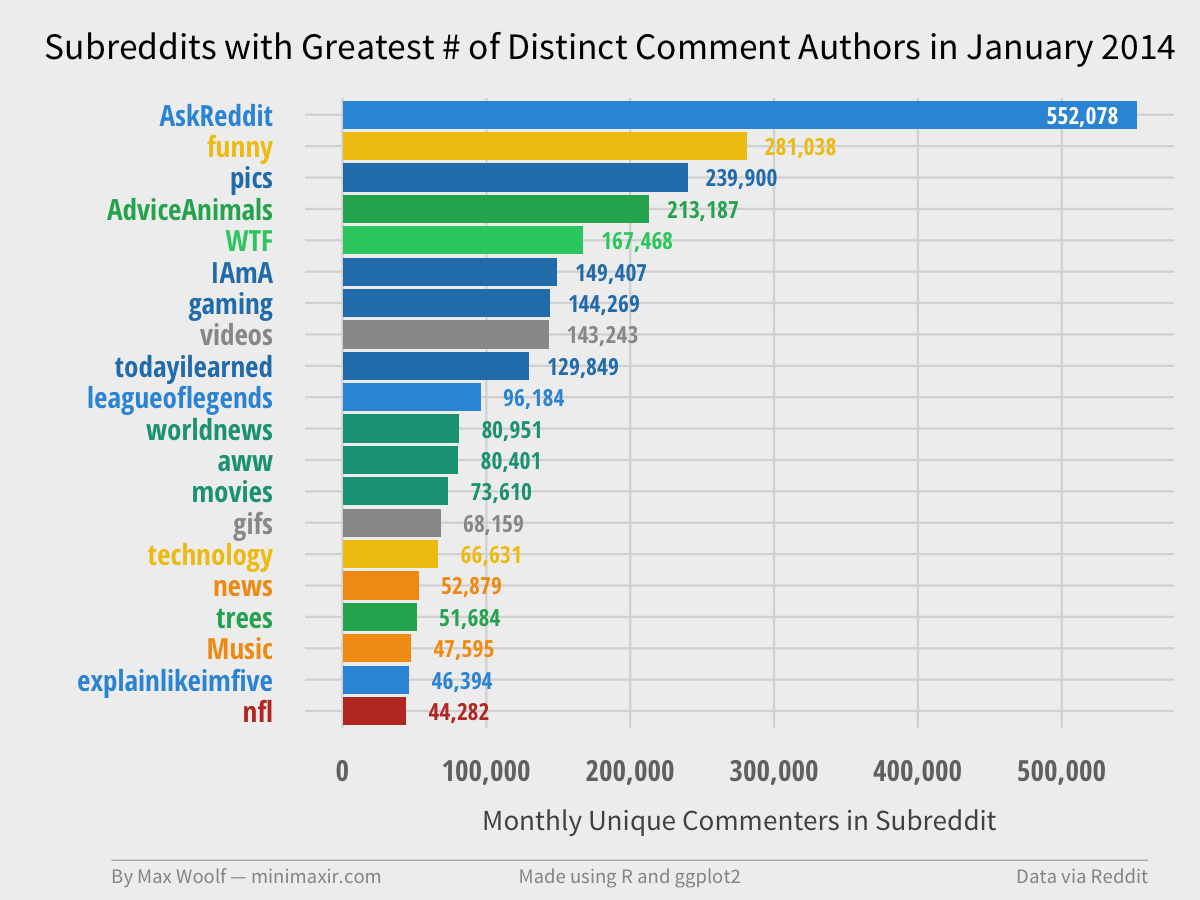 Subreddits with Greatest # of Distinct Comment Authors in January 2014
AskReddit 552,078
funny 281,038
pics 239,900
AdviceAnimals 213,187
WTF 167,468
IAmA 149,407
gaming 144,269
videos 143,243
todayilearned 129,849
leagueoflegends 96,184
worldnews 80,951
aww 80,401
movies 73,610
gifs 68,159
technology 66,631
news 52,879
trees 51,684
Music 47,595
explainlikeimfive 46,394
nfl 44,282
0 100,000 200,000 300,000 400,000 500,000
Monthly Unique Commenters in Subreddit
By Max Woolf — minimaxir.com Made using R and ggplot2 Data via Reddit